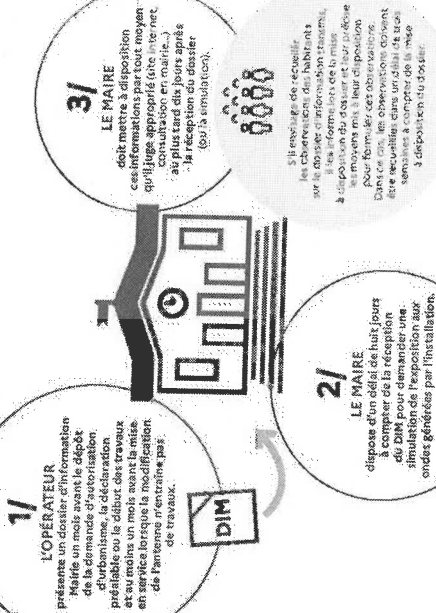 1/
L'OPÉRATEUR
présente un dossier d'information
Mairie un mois avant le dépôt
de la demande d'autorisation
d'urbanisme, la déclaration
préalable ou le début des travaux
et au moins un mois avant la mise
en service lorsque la modification
de l'antenne n'entraîne pas
de travaux.
DIM
2/
LE MAIRE
dispose d'un délai de huit jours
à compter de la réception
du DIM pour demander une
simulation de l'exposition aux
ondes générées par l'installation.
3/
LE MAIRE
doit mettre à disposition
ces informations par tout moyen
qu'il juge approprié (site internet,
consultation en mairie...)
au plus tard dix jours après
la réception du dossier
(ou la simulation).
S'il envisage de recueillir
les observations des habitants
sur le dossier d'information transmis,
il les informe lors de la mise
à disposition du dossier et leur précise
les moyens mis à leur disposition
pour formuler ces observations.
Dans ce cas, les observations doivent
être recueillies dans un délai de trois
semaines à compter de la mise
à disposition du dossier.